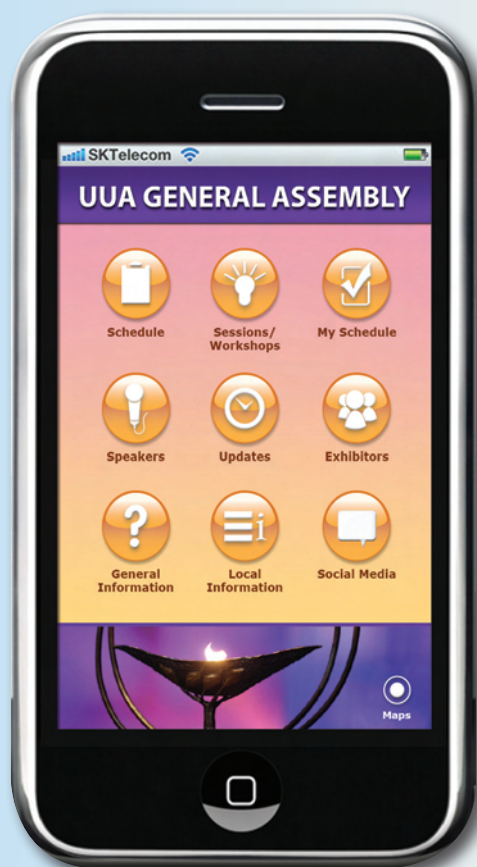 SKTelecom
UUA GENERAL ASSEMBLY
Schedule
Sessions/
Workshops
My Schedule
Speakers
Updates
Exhibitors
General
Information
Local
Information
Social Media
Maps